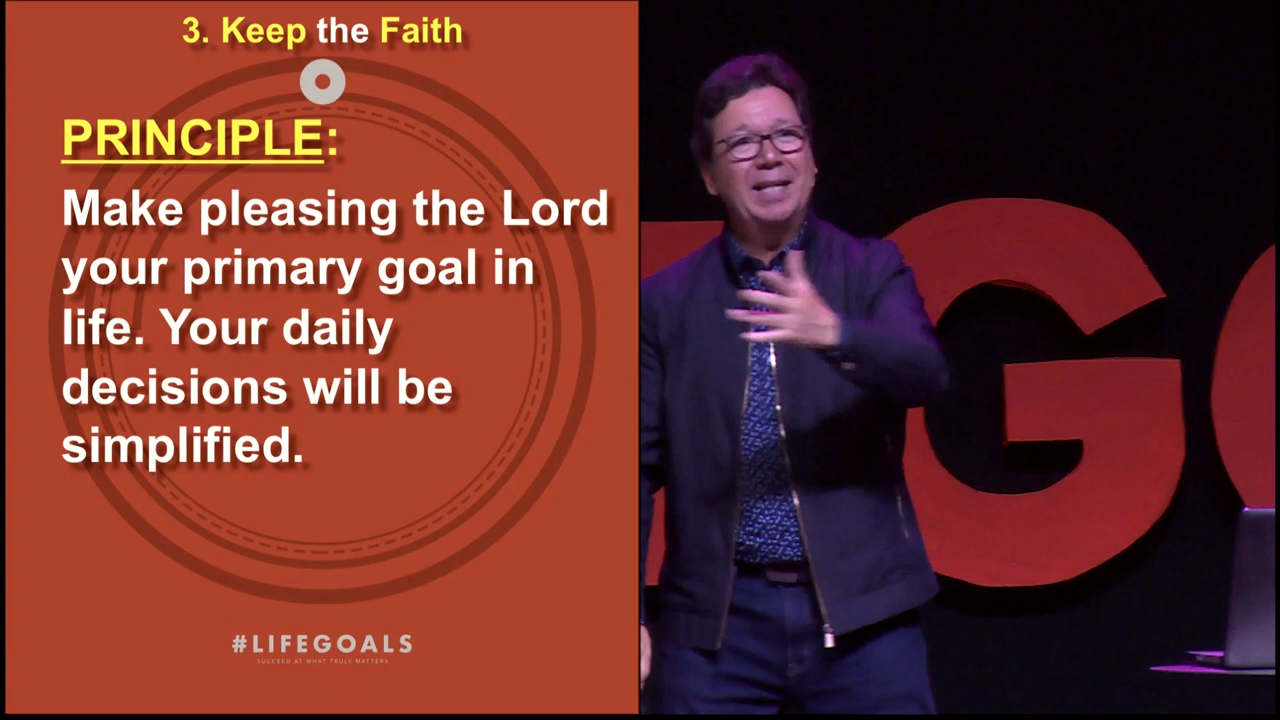 3. Keep the Faith
PRINCIPLE:
Make pleasing the Lord
your primary goal in
life. Your daily
decisions will be
simplified.
#LIFEGOALS
SUCCEED AT WHAT TRULY MATTERS
GO